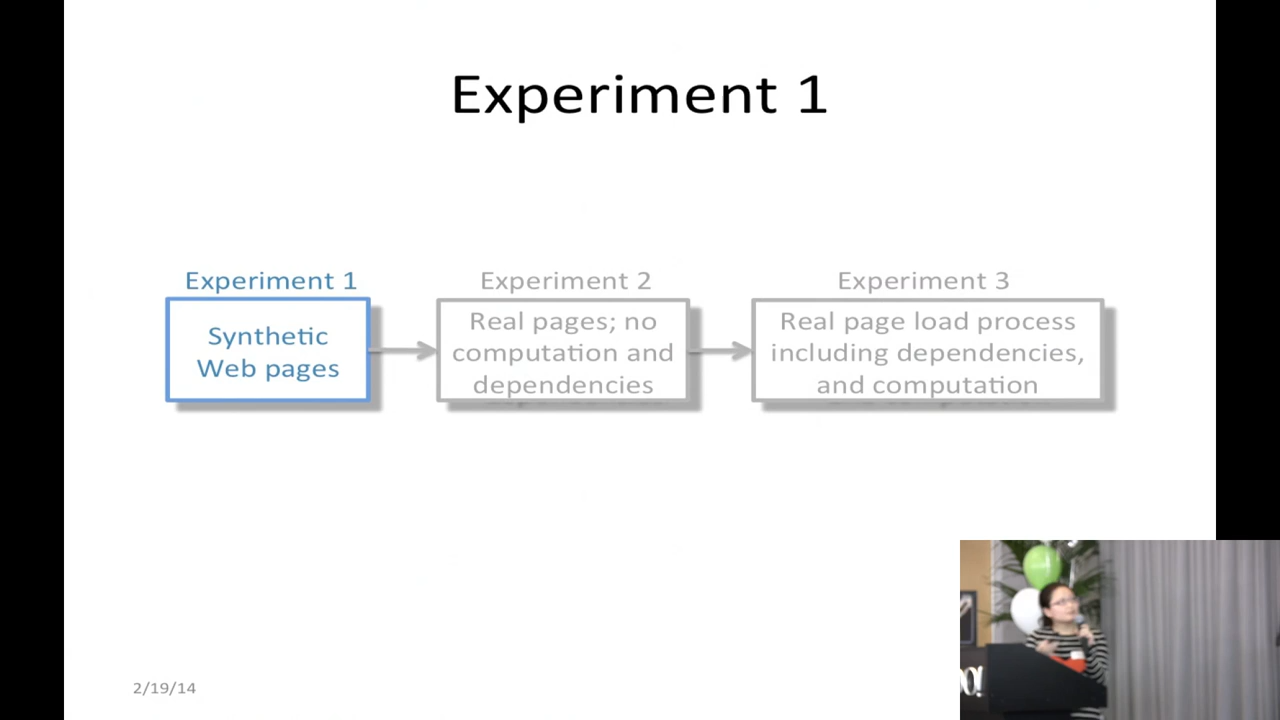 Experiment 1
Experiment 1
Synthetic
Web pages
Experiment 2
Real pages; no
computation and
dependencies
Experiment 3
Real page load process
including dependencies,
and computation
2/19/14